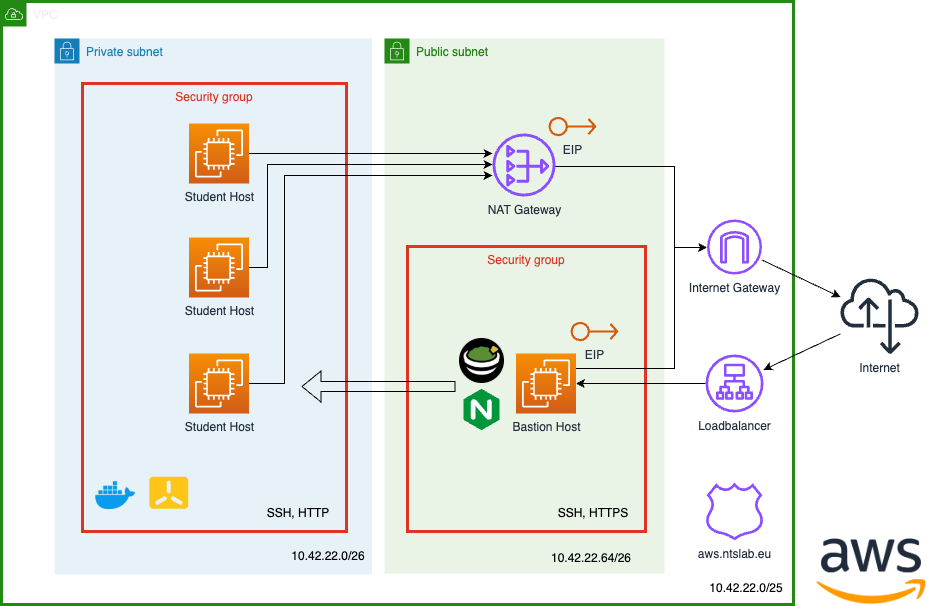 VPC
Private subnet
Public subnet
Security group
Student Host
Student Host
Student Host
SSH, HTTP
10.42.22.0/26
EIP
NAT Gateway
Security group
EIP
N
Bastion Host
SSH, HTTPS
10.42.22.64/26
Internet Gateway
Internet
Loadbalancer
aws.ntslab.eu
10.42.22.0/25
aws